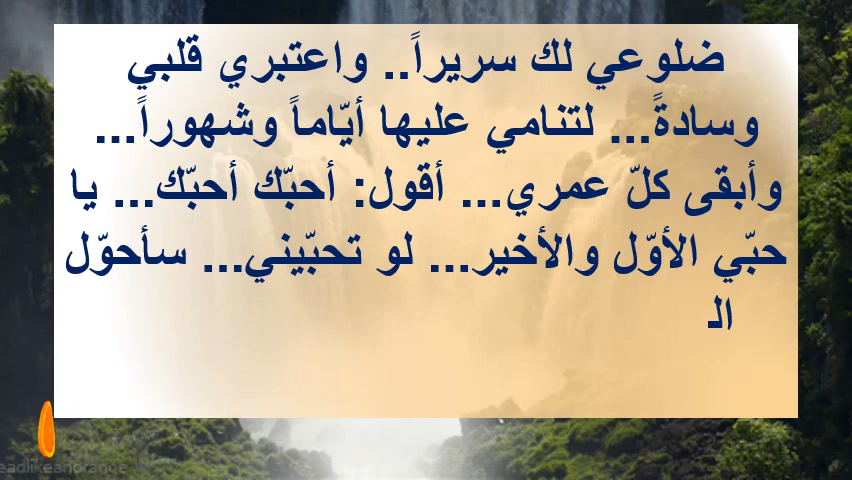 ضلوعي لك سريراً.. واعتبري قلبي
وسادةً... لتنامي عليها أيّاماً وشهوراً...
وأبقى كلّ عمري... أقول: أحبّك أحبّك... يا
حبّي الأوّل والأخير... لو تحبّيني... سأحوّل
الـ
eadlikeanorange